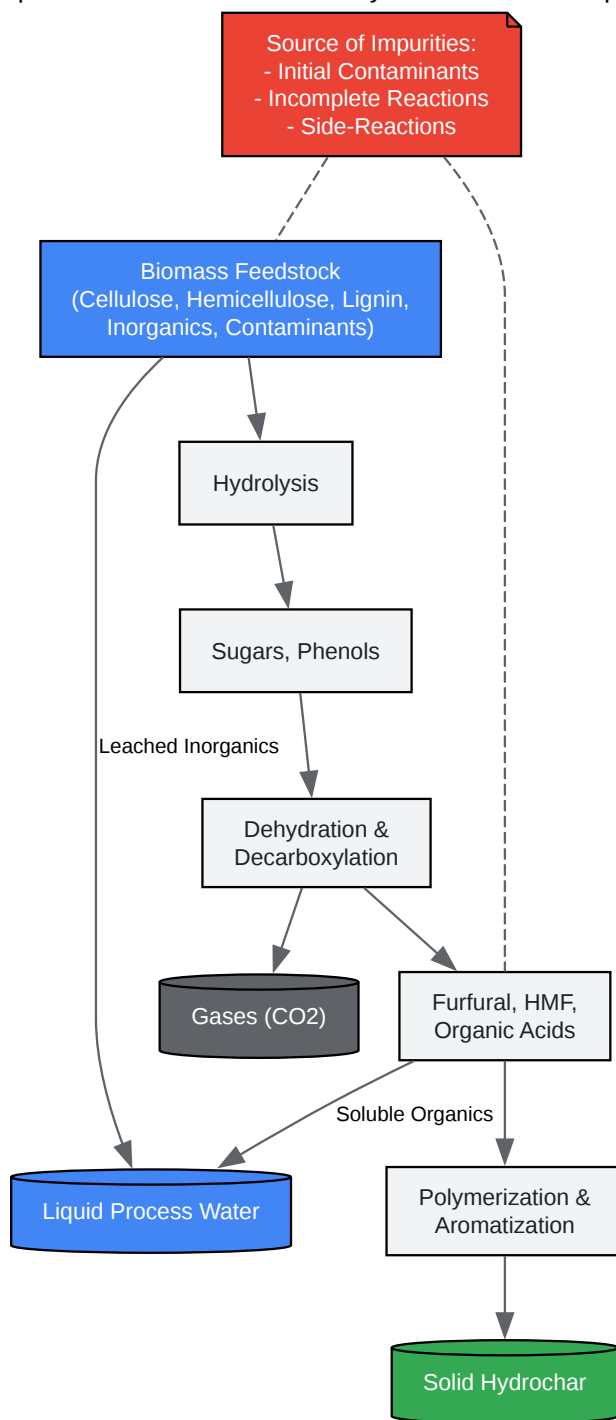 Source of Impurities:
- Initial Contaminants
- Incomplete Reactions
- Side-Reactions
Biomass Feedstock
(Cellulose, Hemicellulose, Lignin,
Inorganics, Contaminants)
Hydrolysis
Sugars, Phenols
Leached Inorganics
Dehydration &
Decarboxylation
Gases (CO2)
Furfural, HMF,
Organic Acids
Soluble Organics
Liquid Process Water
Polymerization &
Aromatization
Solid Hydrochar